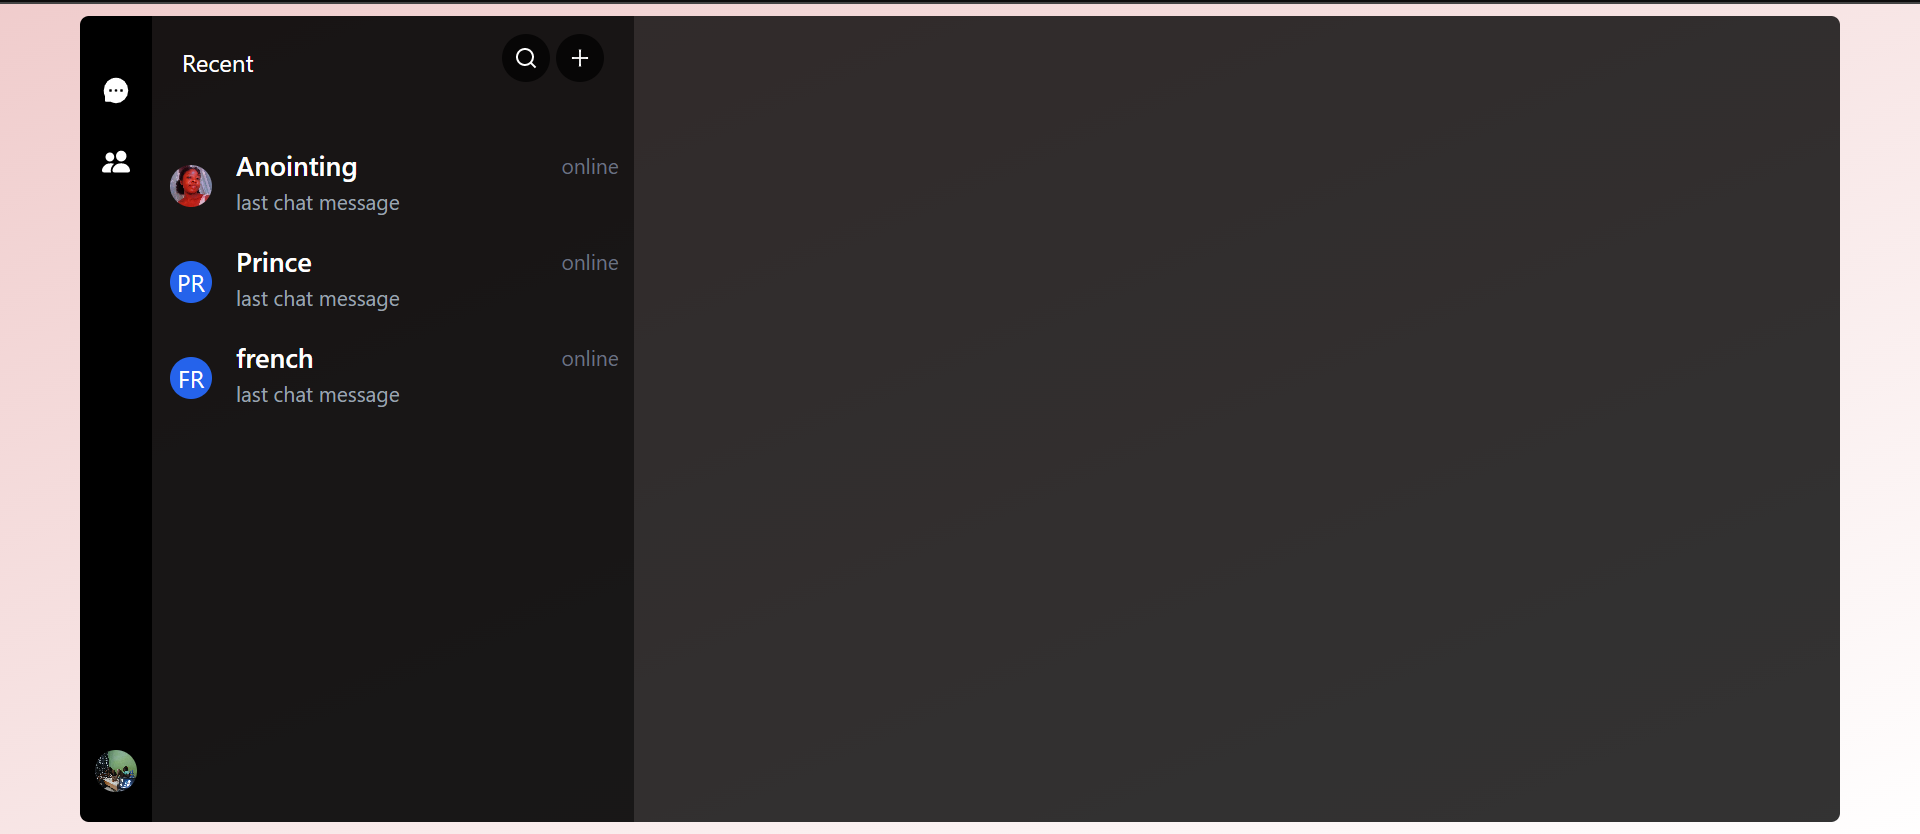 Recent
Anointing
online
last chat message
PR
Prince
online
last chat message
FR
french
online
last chat message